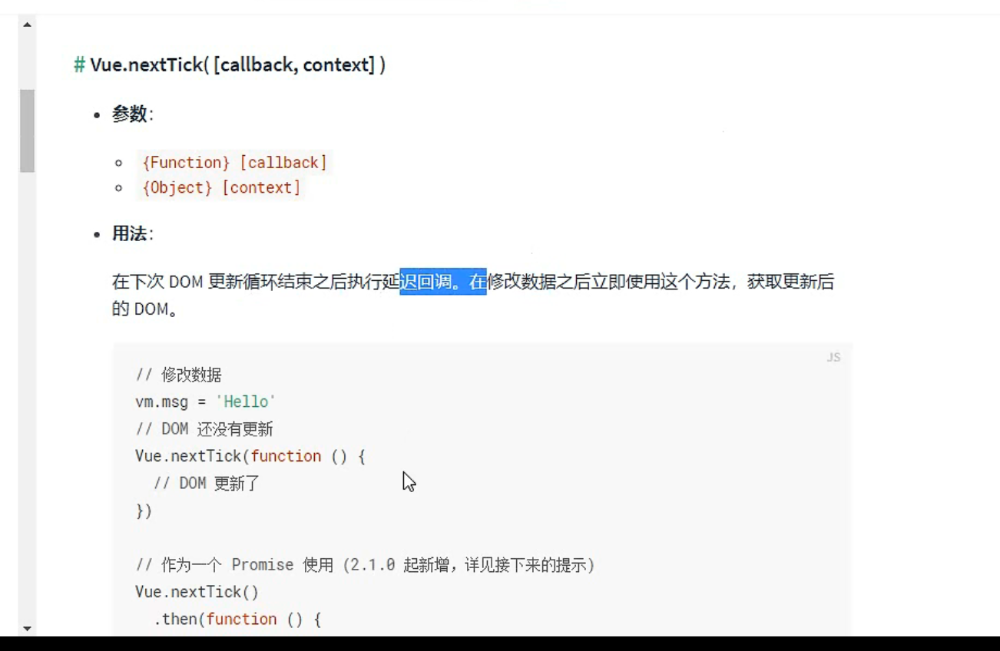 # Vue.nextTick( [callback, context] )
参数:
{Function} [callback]
{Object} [context]
用法:
在下次 DOM 更新循环结束之后执行延迟回调。在修改数据之后立即使用这个方法，获取更新后
的 DOM。
JS
// 修改数据
vm.msg = 'Hello'
// DOM 还没有更新
Vue.nextTick(function () {
// DOM 更新了
})
// 作为一个 Promise 使用 (2.1.0 起新增，详见接下来的提示)
Vue.nextTick()
.then(function () {